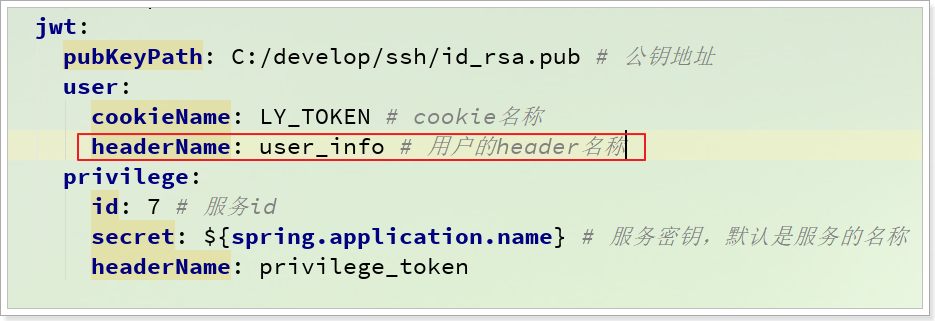 jwt:
pubKeyPath: C:/develop/ssh/id_rsa.pub # 公钥地址
user:
cookieName: LY_TOKEN # cookie名称
headerName: user_info # 用户的header名称
privilege:
id: 7 # 服务id
secret: ${spring.application.name} # 服务密钥，默认是服务的名称
headerName: privilege_token